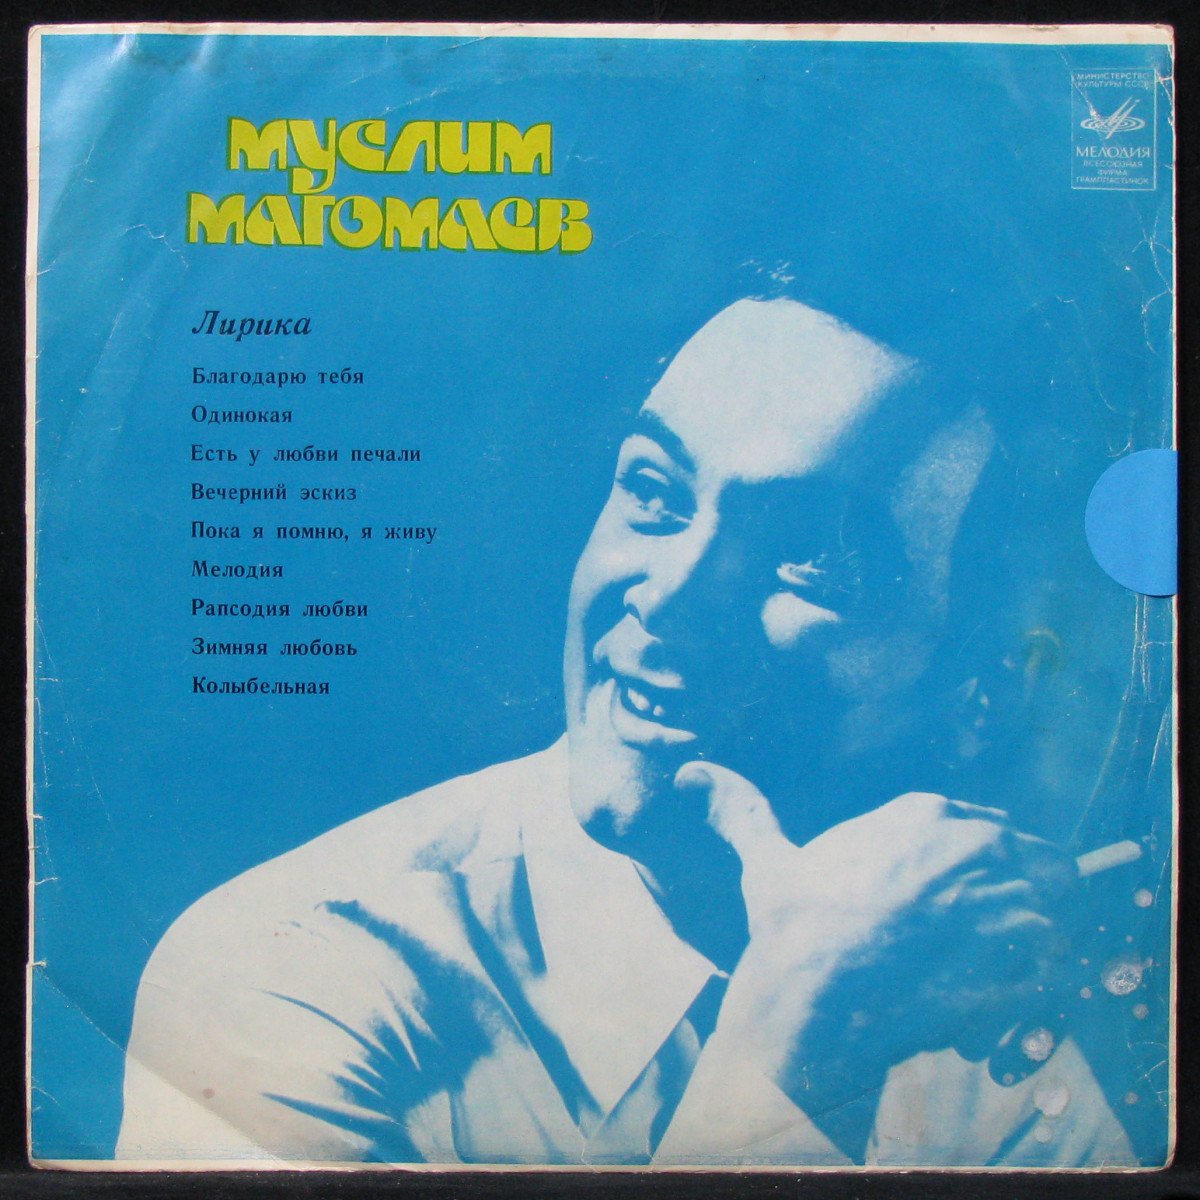 МУСЛИМ
МАГОМАЕВ
МИНИСТЕРСТВО
КУЛЬТУРЫ СССР
МЕЛОДИЯ
ВСЕСОЮЗНАЯ
ФИРМА
ГРАМПЛАСТИНОК
Лирика
Благодарю тебя
Одинокая
Есть у любви печали
Вечерний эскиз
Пока я помню, я живу
Мелодия
Рапсодия любви
Зимняя любовь
Колыбельная